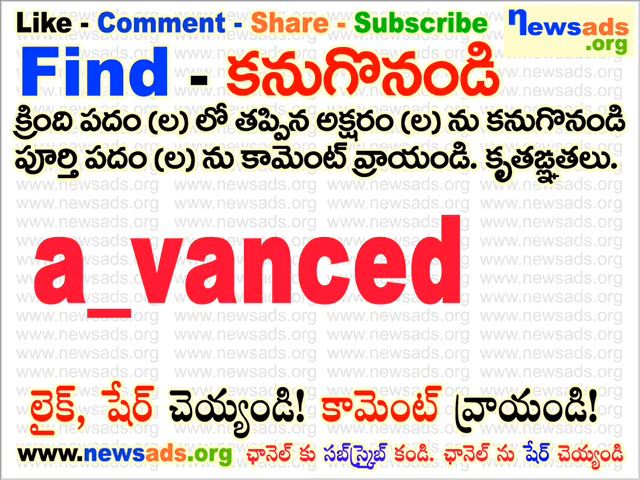 Like - Comment - Share - Subscribe
newsads
.org
Find - కనుగొనండి
క్రింది పదం (ల) లో తప్పిన అక్షరం (ల) ను కనుగొనండి
పూర్తి పదం (ల) ను కామెంట్ వ్రాయండి. కృతఙ్ఞతలు.
a_vanced
లైక్, షేర్ చెయ్యండి! కామెంట్ వ్రాయండి!
www.newsads.org ఛానెల్ కు సబ్‌స్క్రైబ్ కండి. ఛానెల్ ను షేర్ చెయ్యండి